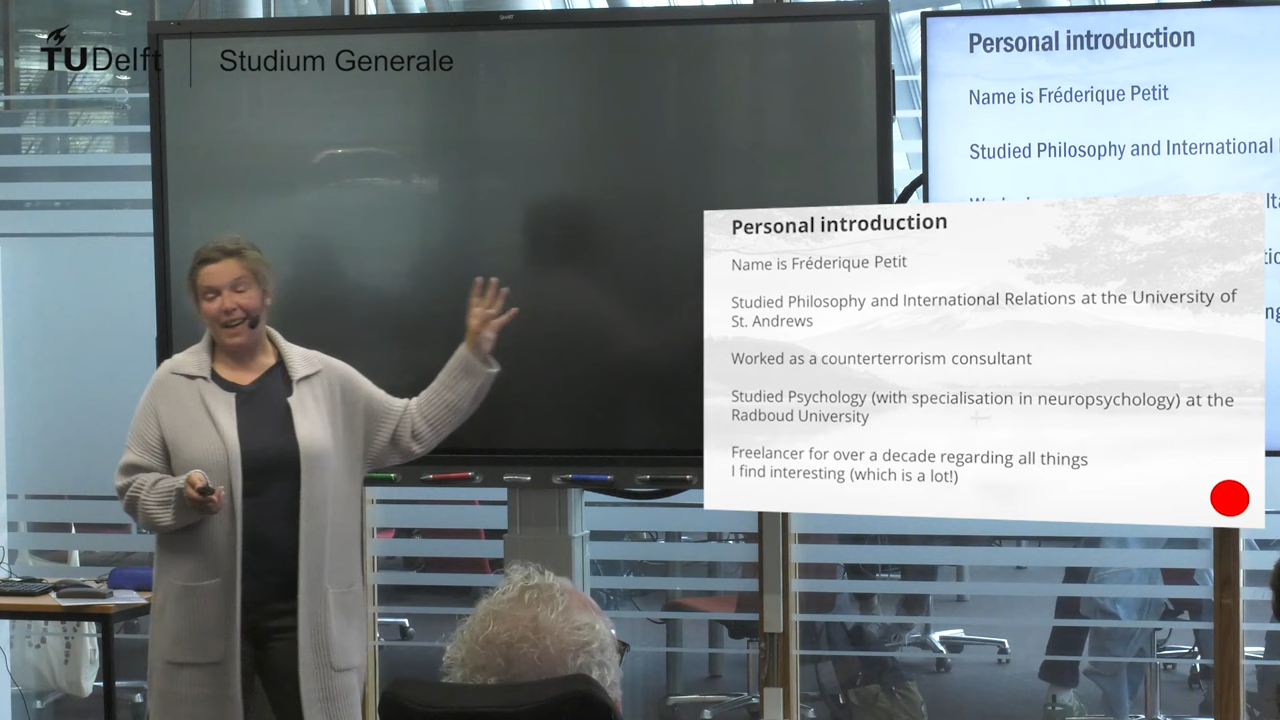 TUDelft
Studium Generale
SMART
Personal introduction
Name is Fréderique Petit
Studied Philosophy and International
Personal introduction
Name is Fréderique Petit
Studied Philosophy and International Relations at the University of
St. Andrews
Worked as a counterterrorism consultant
Studied Psychology (with specialisation in neuropsychology) at the
Radboud University
Freelancer for over a decade regarding all things
I find interesting (which is a lot!)